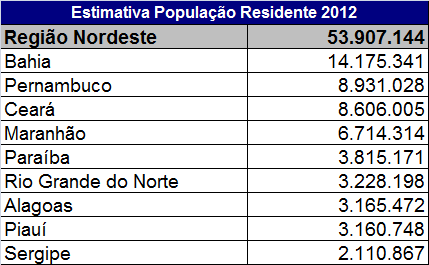 Estimativa População Residente 2012
Região Nordeste 53.907.144
Bahia 14.175.341
Pernambuco 8.931.028
Ceará 8.606.005
Maranhão 6.714.314
Paraíba 3.815.171
Rio Grande do Norte 3.228.198
Alagoas 3.165.472
Piauí 3.160.748
Sergipe 2.110.867